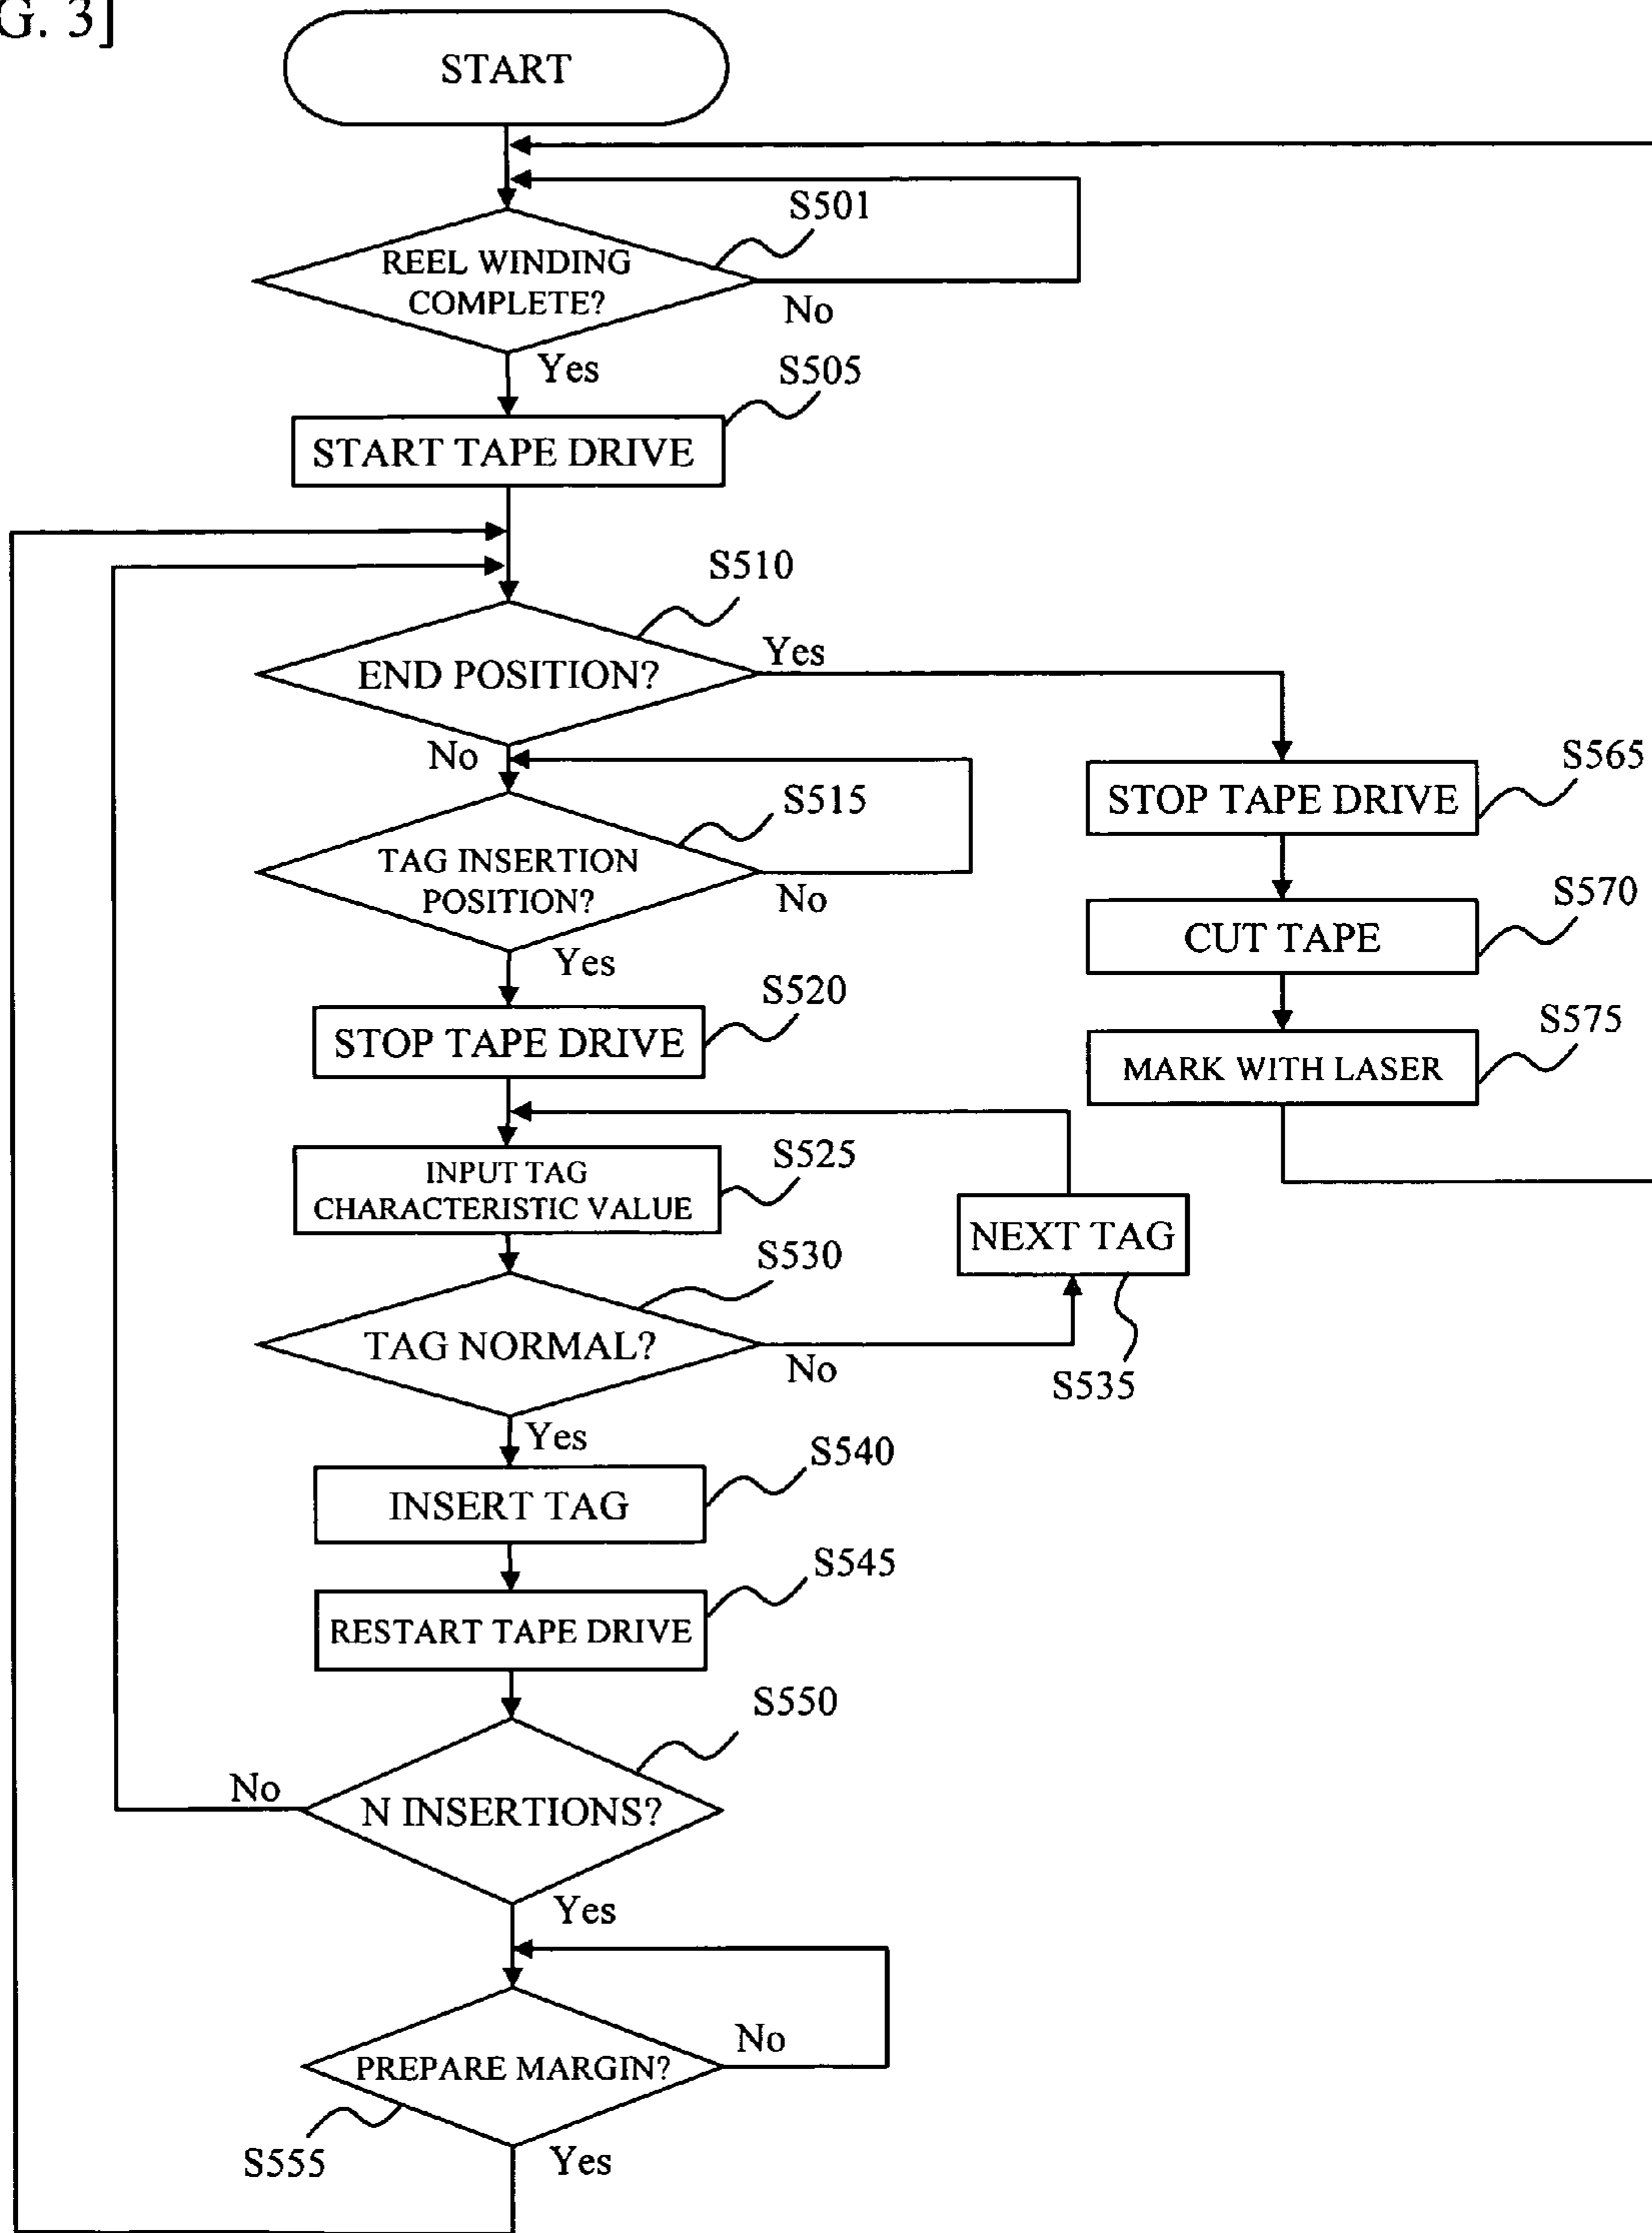 G. 3]
START
S501
REEL WINDING
COMPLETE?
No
Yes
S505
START TAPE DRIVE
S510
END POSITION?
Yes
No
S515
TAG INSERTION
POSITION?
No
Yes
S520
STOP TAPE DRIVE
S565
STOP TAPE DRIVE
S570
CUT TAPE
S575
MARK WITH LASER
S525
INPUT TAG
CHARACTERISTIC VALUE
NEXT TAG
S535
S530
TAG NORMAL?
No
Yes
S540
INSERT TAG
S545
RESTART TAPE DRIVE
S550
No
N INSERTIONS?
Yes
No
PREPARE MARGIN?
S555
Yes